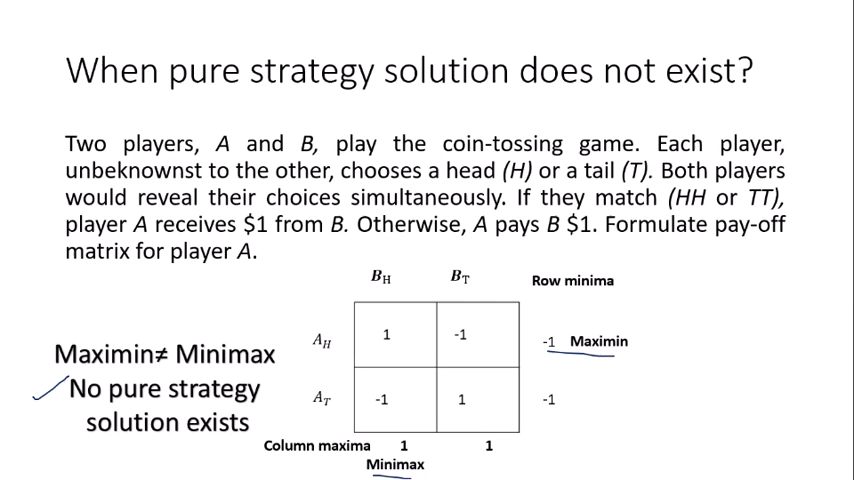 When pure strategy solution does not exist?
Two players, A and B, play the coin-tossing game. Each player,
unbeknownst to the other, chooses a head (H) or a tail (T). Both players
would reveal their choices simultaneously. If they match (HH or TT),
player A receives $1 from B. Otherwise, A pays B $1. Formulate pay-off
matrix for player A.
B_H B_T Row minima
A_H 1 -1 -1 Maximin
Maximin≠ Minimax
No pure strategy
solution exists
A_T -1 1 -1
Column maxima 1 1
Minimax